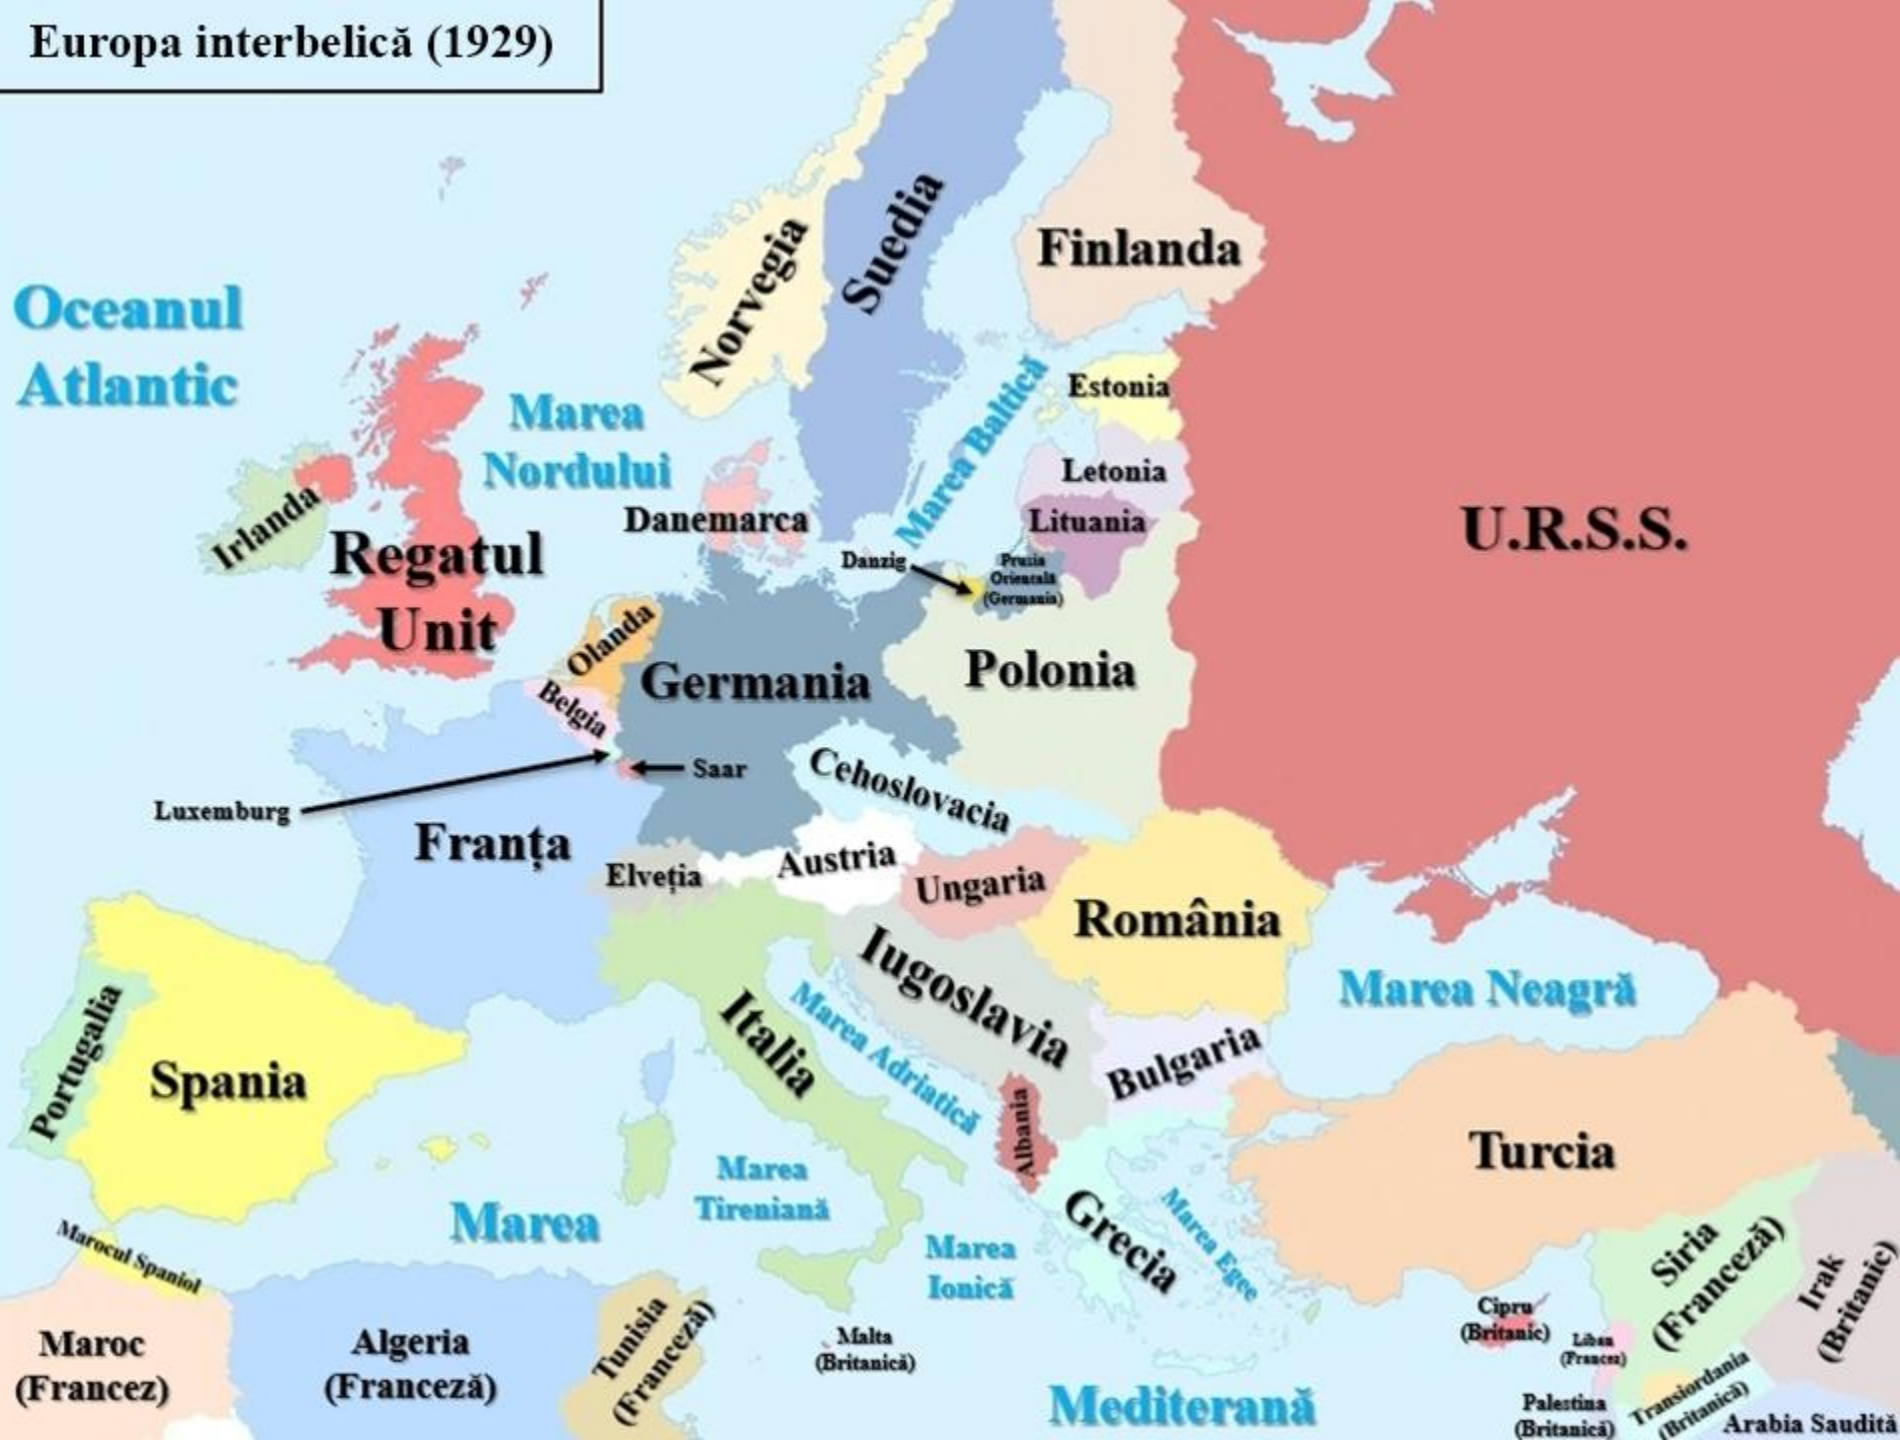 Europa interbelică (1929)
Oceanul
Atlantic
Norvegia
Suedia
Finlanda
Marea
Nordului
Marea Baltică
Estonia
Letonia
Lituania
Irlanda
Regatul
Unit
Danemarca
Danzig
Prusia
Orientală
(Germania)
U.R.S.S.
Olanda
Belgia
Germania
Polonia
Luxemburg
Saar
Cehoslovacia
Franța
Elveția
Austria
Ungaria
România
Iugoslavia
Marea Neagră
Portugalia
Spania
Italia
Marea Adriatică
Bulgaria
Albania
Turcia
Marea
Tireniană
Marea
Ionică
Grecia
Marea Egee
Marea
Mediterană
Marocul Spaniol
Maroc
(Francez)
Algeria
(Franceză)
Tunisia
(Franceză)
Malta
(Britanică)
Cipru
(Britanic)
Liban
(Francez)
Siria
(Franceză)
Irak
(Britanic)
Palestina
(Britanică)
Transiordania
(Britanică)
Arabia Saudită